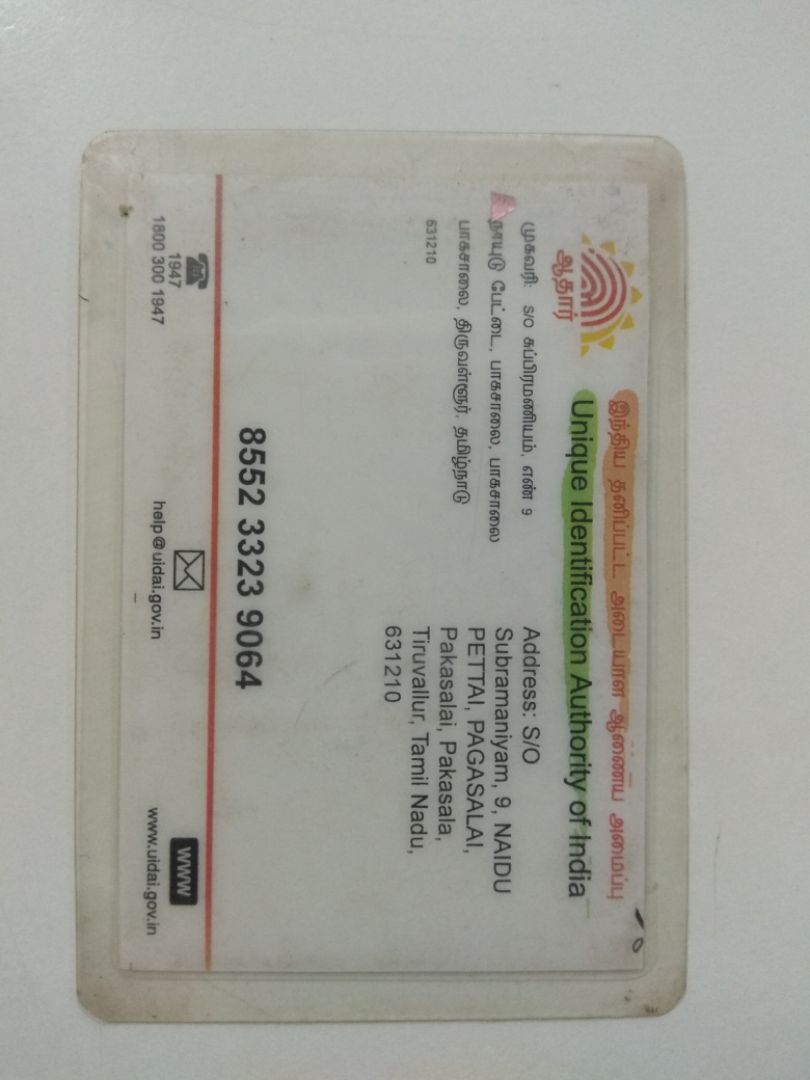 இந்திய தனிப்பட்ட அடையாள ஆணைய அமைப்பு
Unique Identification Authority of India
ஆதார்
முகவரி: S/O சுப்பிரமணியம், எண் 9
நாயுடு பேட்டை, பாகசாலை, பாகசாலை
பாகசாலை, திருவள்ளூர், தமிழ்நாடு
631210
Address: S/O
Subramaniyam, 9, NAIDU
PETTAI, PAGASALAI,
Pakasalai, Pakasala,
Tiruvallur, Tamil Nadu,
631210
8552 3323 9064
1947
1800 300 1947
help@uidai.gov.in
www
www.uidai.gov.in